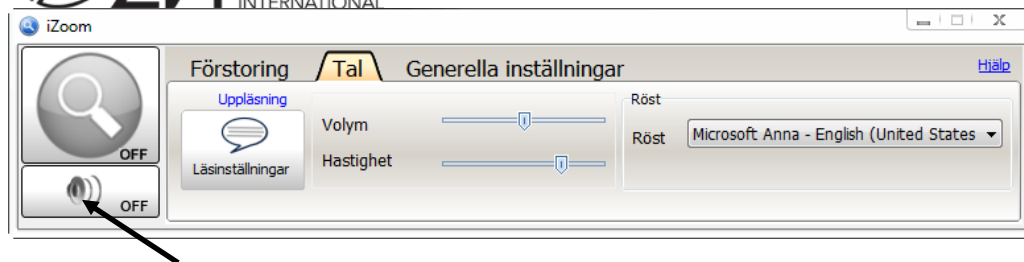 INTERNATIONAL
iZoom
Förstoring Tal Generella inställningar Hjälp
Uppläsning Röst
Volym
Röst Microsoft Anna - English (United States
Hastighet
Läsinställningar
OFF
OFF